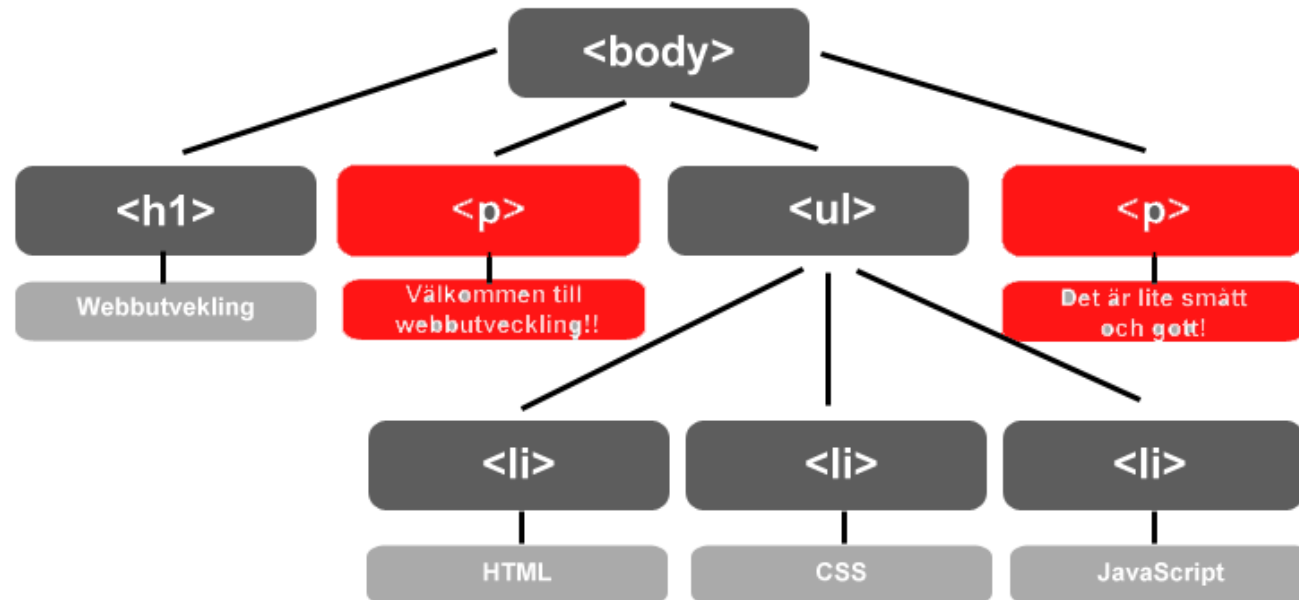 <body>
<h1>
<p>
<ul>
<p>
Webbutvekling
Välkommen till
webbutveckling!!
Det är lite smått
och gott!
<li>
<li>
<li>
HTML
CSS
JavaScript